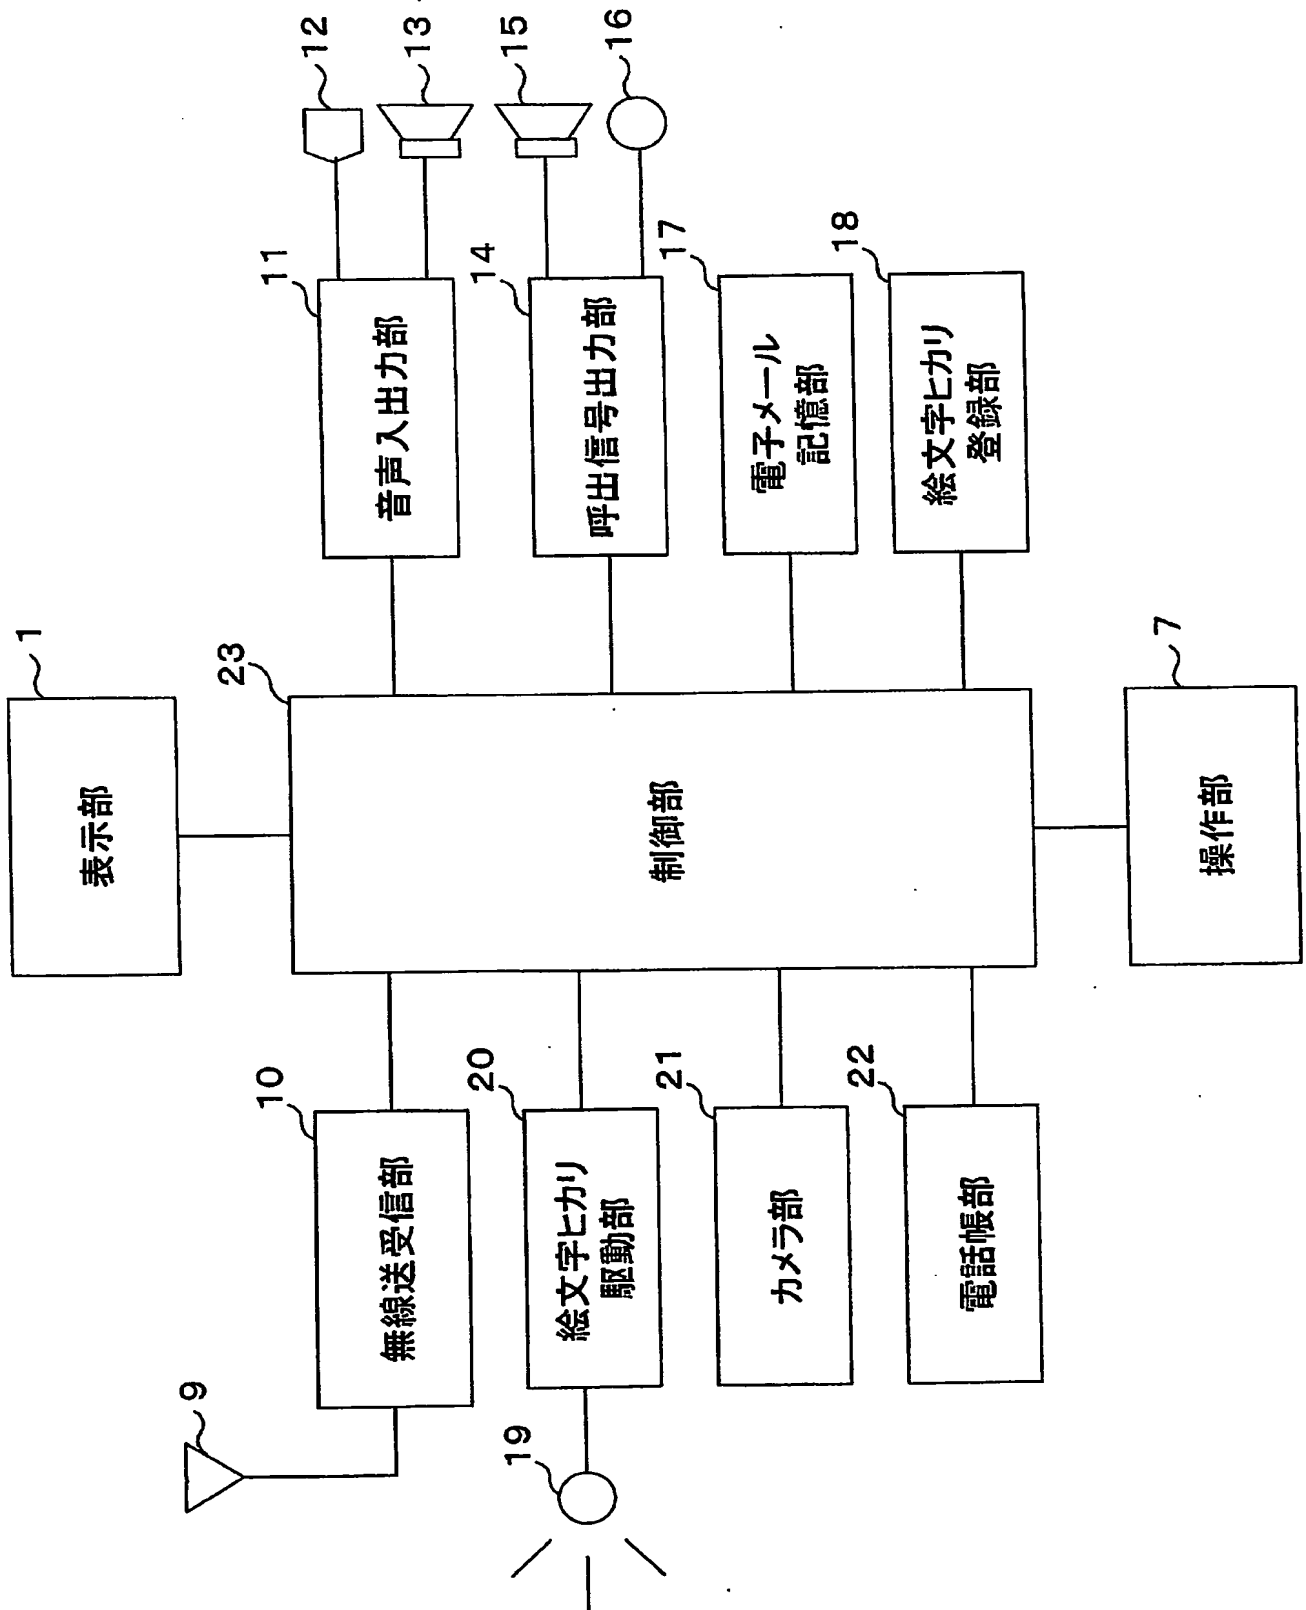 9
10
無線送受信部
19
20
絵文字ヒカリ
駆動部
21
カメラ部
22
電話帳部
1
表示部
23
制御部
7
操作部
11
音声入出力部
12
13
14
呼出信号出力部
15
16
17
電子メール
記憶部
18
絵文字ヒカリ
登録部